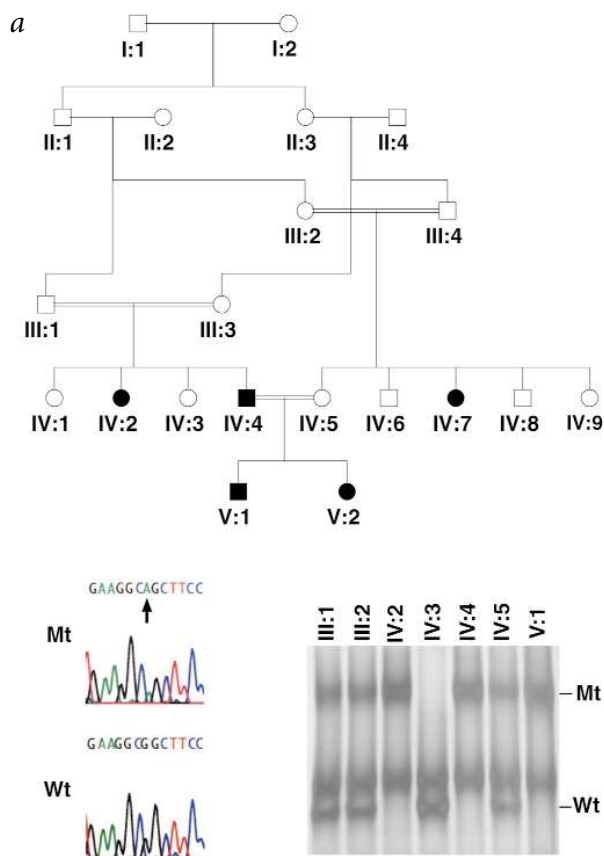 a
I:1 I:2
II:1 II:2 II:3 II:4
III:2 III:4
III:1 III:3
IV:1 IV:2 IV:3 IV:4 IV:5 IV:6 IV:7 IV:8 IV:9
V:1 V:2
GAAGGCAGCTTCC
Mt
GAAGGCGGCTTCC
Wt
III:1 III:2 IV:2 IV:3 IV:4 IV:5 V:1
Mt
Wt